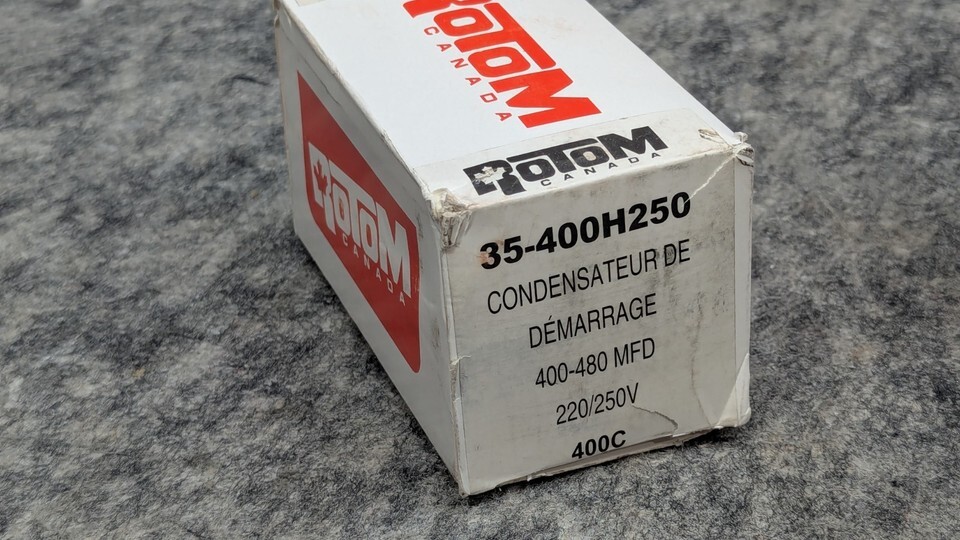 ROTOM
CANADA
ROTOM
CANADA
ROTOM
CANADA
35-400H250
CONDENSATEUR DE
DÉMARRAGE
400-480 MFD
220/250V
400C